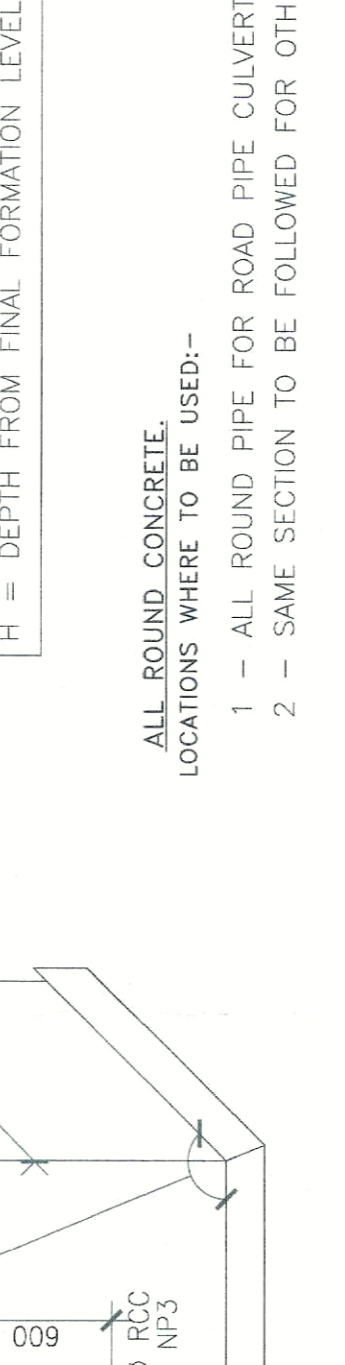 H = DEPTH FROM FINAL FORMATION LEVEL
ALL ROUND CONCRETE.
LOCATIONS WHERE TO BE USED:-
1 - ALL ROUND PIPE FOR ROAD PIPE CULVERT
2 - SAME SECTION TO BE FOLLOWED FOR OTH
600
RCC
NP3